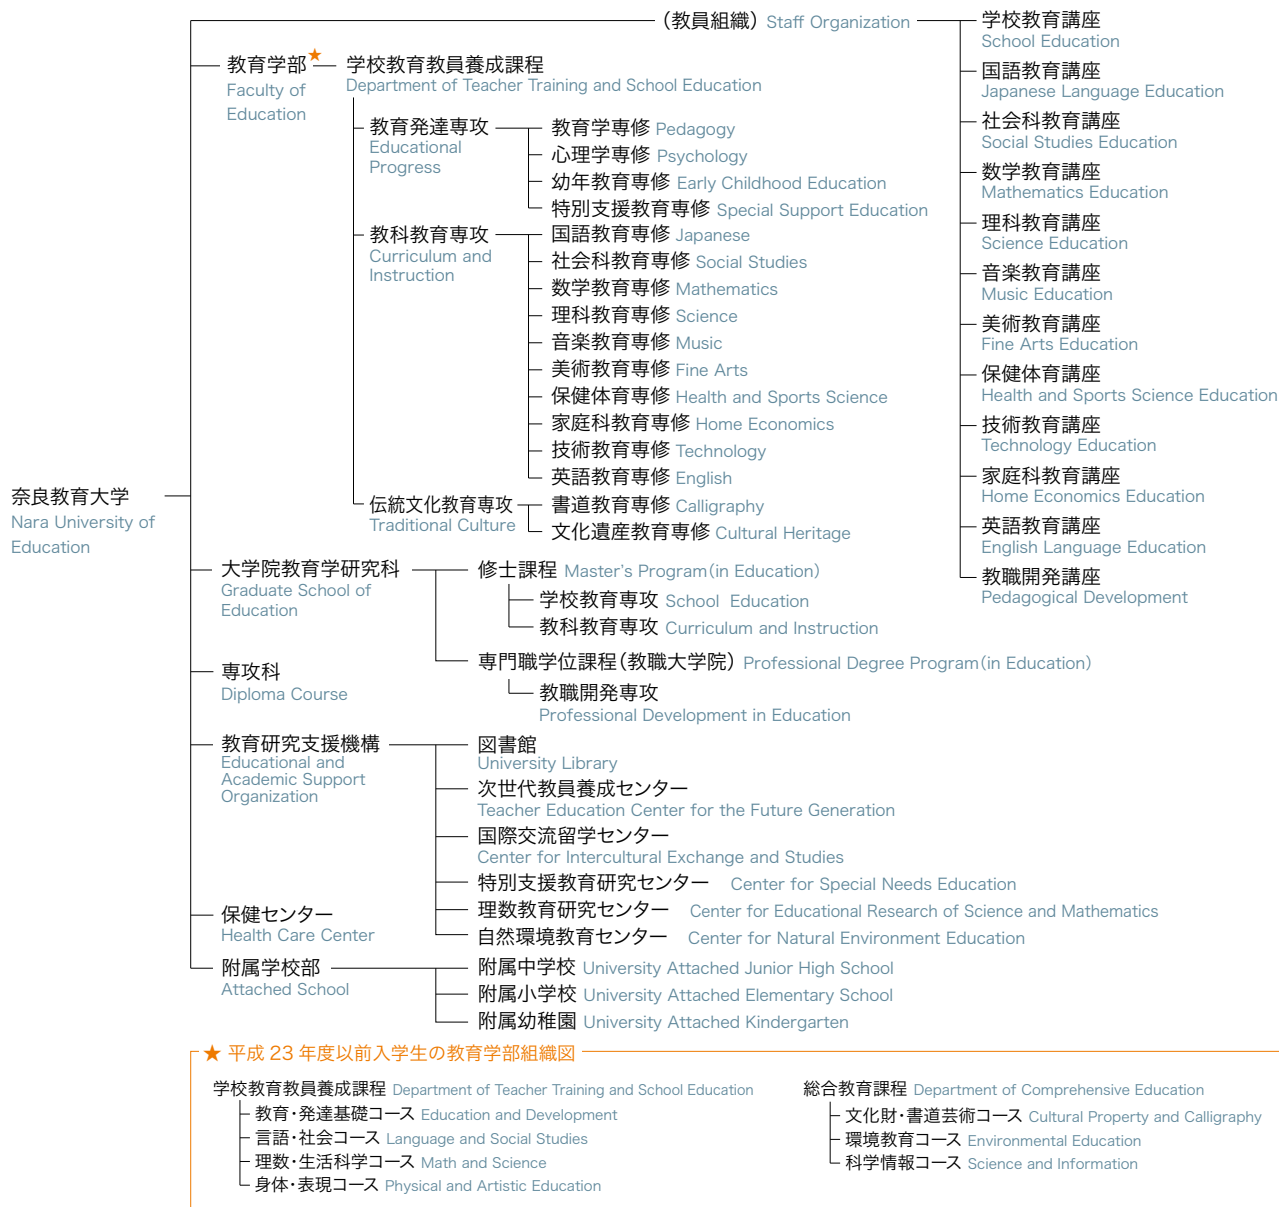 奈良教育大学
Nara University of
Education
(教員組織) Staff Organization
学校教育講座
School Education
国語教育講座
Japanese Language Education
社会科教育講座
Social Studies Education
数学教育講座
Mathematics Education
理科教育講座
Science Education
音楽教育講座
Music Education
美術教育講座
Fine Arts Education
保健体育講座
Health and Sports Science Education
技術教育講座
Technology Education
家庭科教育講座
Home Economics Education
英語教育講座
English Language Education
教職開発講座
Pedagogical Development
教育学部★
Faculty of
Education
学校教育教員養成課程
Department of Teacher Training and School Education
教育発達専攻
Educational
Progress
教育学専修 Pedagogy
心理学専修 Psychology
幼年教育専修 Early Childhood Education
特別支援教育専修 Special Support Education
教科教育専攻
Curriculum and
Instruction
国語教育専修 Japanese
社会科教育専修 Social Studies
数学教育専修 Mathematics
理科教育専修 Science
音楽教育専修 Music
美術教育専修 Fine Arts
保健体育専修 Health and Sports Science
家庭科教育専修 Home Economics
技術教育専修 Technology
英語教育専修 English
伝統文化教育専攻
Traditional Culture
書道教育専修 Calligraphy
文化遺産教育専修 Cultural Heritage
大学院教育学研究科
Graduate School of
Education
修士課程 Master's Program(in Education)
学校教育専攻 School Education
教科教育専攻 Curriculum and Instruction
専門職学位課程(教職大学院) Professional Degree Program(in Education)
教職開発専攻
Professional Development in Education
専攻科
Diploma Course
教育研究支援機構
Educational and
Academic Support
Organization
図書館
University Library
次世代教員養成センター
Teacher Education Center for the Future Generation
国際交流留学センター
Center for Intercultural Exchange and Studies
特別支援教育研究センター Center for Special Needs Education
理数教育研究センター Center for Educational Research of Science and Mathematics
自然環境教育センター Center for Natural Environment Education
保健センター
Health Care Center
附属学校部
Attached School
附属中学校 University Attached Junior High School
附属小学校 University Attached Elementary School
附属幼稚園 University Attached Kindergarten
★ 平成 23 年度以前入学生の教育学部組織図
学校教育教員養成課程 Department of Teacher Training and School Education
教育・発達基礎コース Education and Development
言語・社会コース Language and Social Studies
理数・生活科学コース Math and Science
身体・表現コース Physical and Artistic Education
総合教育課程 Department of Comprehensive Education
文化財・書道芸術コース Cultural Property and Calligraphy
環境教育コース Environmental Education
科学情報コース Science and Information